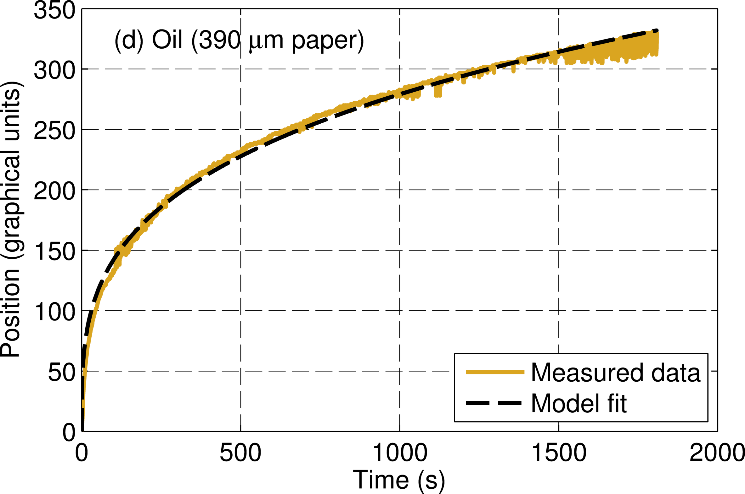 350
300
250
200
150
100
50
0
Position (graphical units)
(d) Oil (390 μm paper)
Measured data
Model fit
0 500 1000 1500 2000
Time (s)